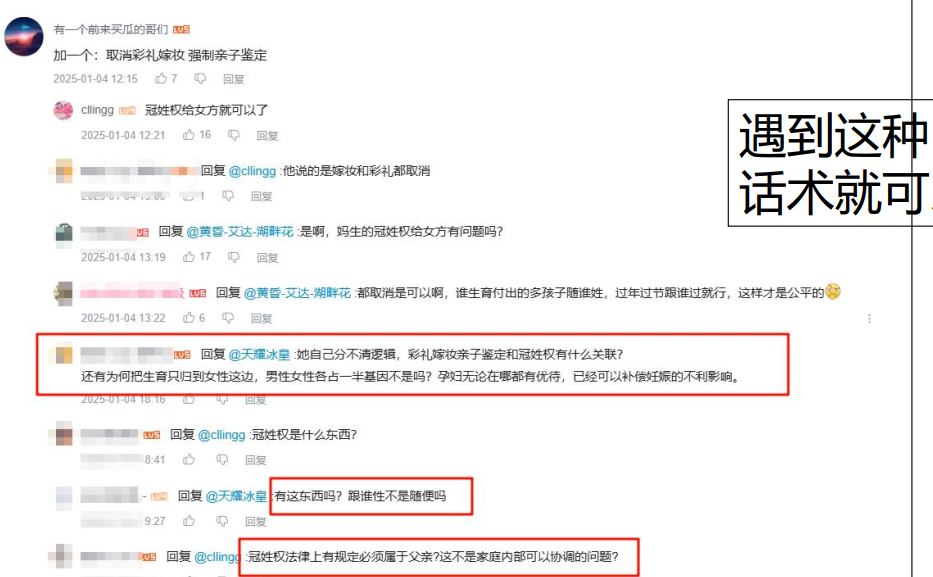 有一个前来买瓜的哥们 LV5
加一个：取消彩礼嫁妆 强制亲子鉴定
2025-01-04 12:15 7 回复
cllingg 冠姓权给女方就可以了
2025-01-04 12:21 16 回复
回复 @cllingg :他说的是嫁妆和彩礼都取消
1 回复
回复 @黄昏-艾达-湖畔花 :是啊，妈生的冠姓权给女方有问题吗？
2025-01-04 13:19 17 回复
LV5 回复 @黄昏-艾达-湖畔花 :都取消是可以啊，谁生育付出的多孩子随谁姓，过年过节跟谁过就行，这样才是公平的
2025-01-04 13:22 6 回复
LV5 回复 @天耀冰皇 :她自己分不清逻辑，彩礼嫁妆亲子鉴定和冠姓权有什么关联？
还有为何把生育只归到女性这边，男性女性各占一半基因不是吗？孕妇无论在哪都有优待，已经可以补偿妊娠的不利影响。
2025-01-04 18:16 回复
LV5 回复 @cllingg :冠姓权是什么东西？
8:41 回复
回复 @天耀冰皇 :有这东西吗？跟谁性不是随便吗
9:27 回复
LV5 回复 @cllingg :冠姓权法律上有规定必须属于父亲?这不是家庭内部可以协调的问题？
遇到这种
话术就可